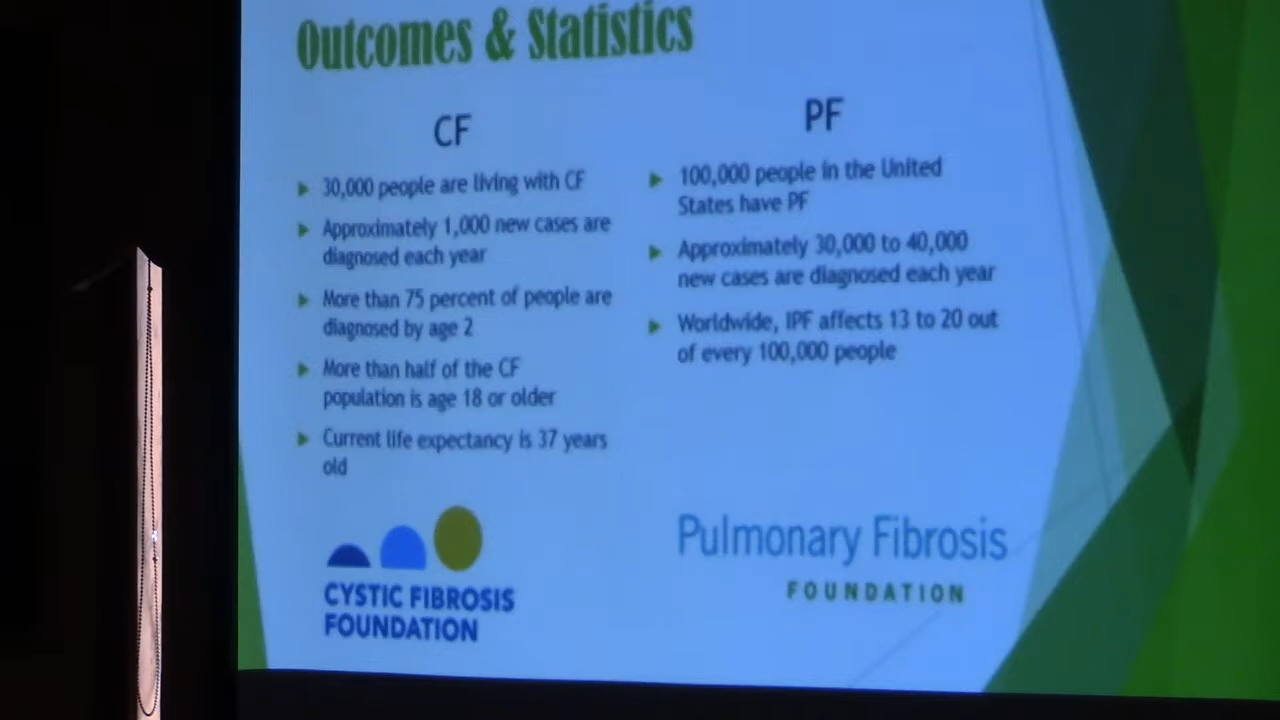 Outcomes & Statistics
CF
30,000 people are living with CF
Approximately 1,000 new cases are
diagnosed each year
More than 75 percent of people are
diagnosed by age 2
More than half of the CF
population is age 18 or older
Current life expectancy is 37 years
old
CYSTIC FIBROSIS
FOUNDATION
PF
100,000 people in the United
States have PF
Approximately 30,000 to 40,000
new cases are diagnosed each year
Worldwide, IPF affects 13 to 20 out
of every 100,000 people
Pulmonary Fibrosis
FOUNDATION